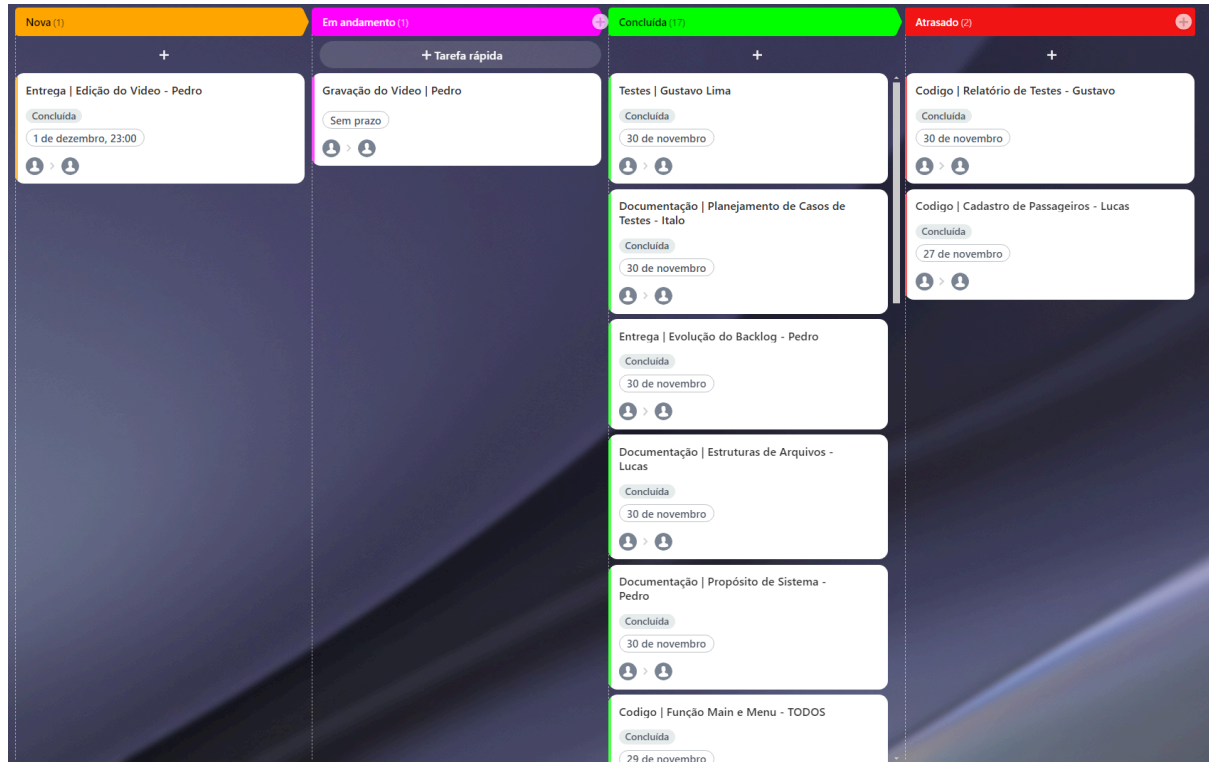 Nova (1)
+
Entrega | Edição do Video - Pedro
Concluída
1 de dezembro, 23:00
Em andamento (1)
+ Tarefa rápida
Gravação do Video | Pedro
Sem prazo
Concluída (17)
+
Testes | Gustavo Lima
Concluída
30 de novembro
Documentação | Planejamento de Casos de
Testes - Italo
Concluída
30 de novembro
Entrega | Evolução do Backlog - Pedro
Concluída
30 de novembro
Documentação | Estruturas de Arquivos -
Lucas
Concluída
30 de novembro
Documentação | Propósito de Sistema -
Pedro
Concluída
30 de novembro
Codigo | Função Main e Menu - TODOS
Concluída
29 de novembro
Atrasado (2)
+
Codigo | Relatório de Testes - Gustavo
Concluída
30 de novembro
Codigo | Cadastro de Passageiros - Lucas
Concluída
27 de novembro